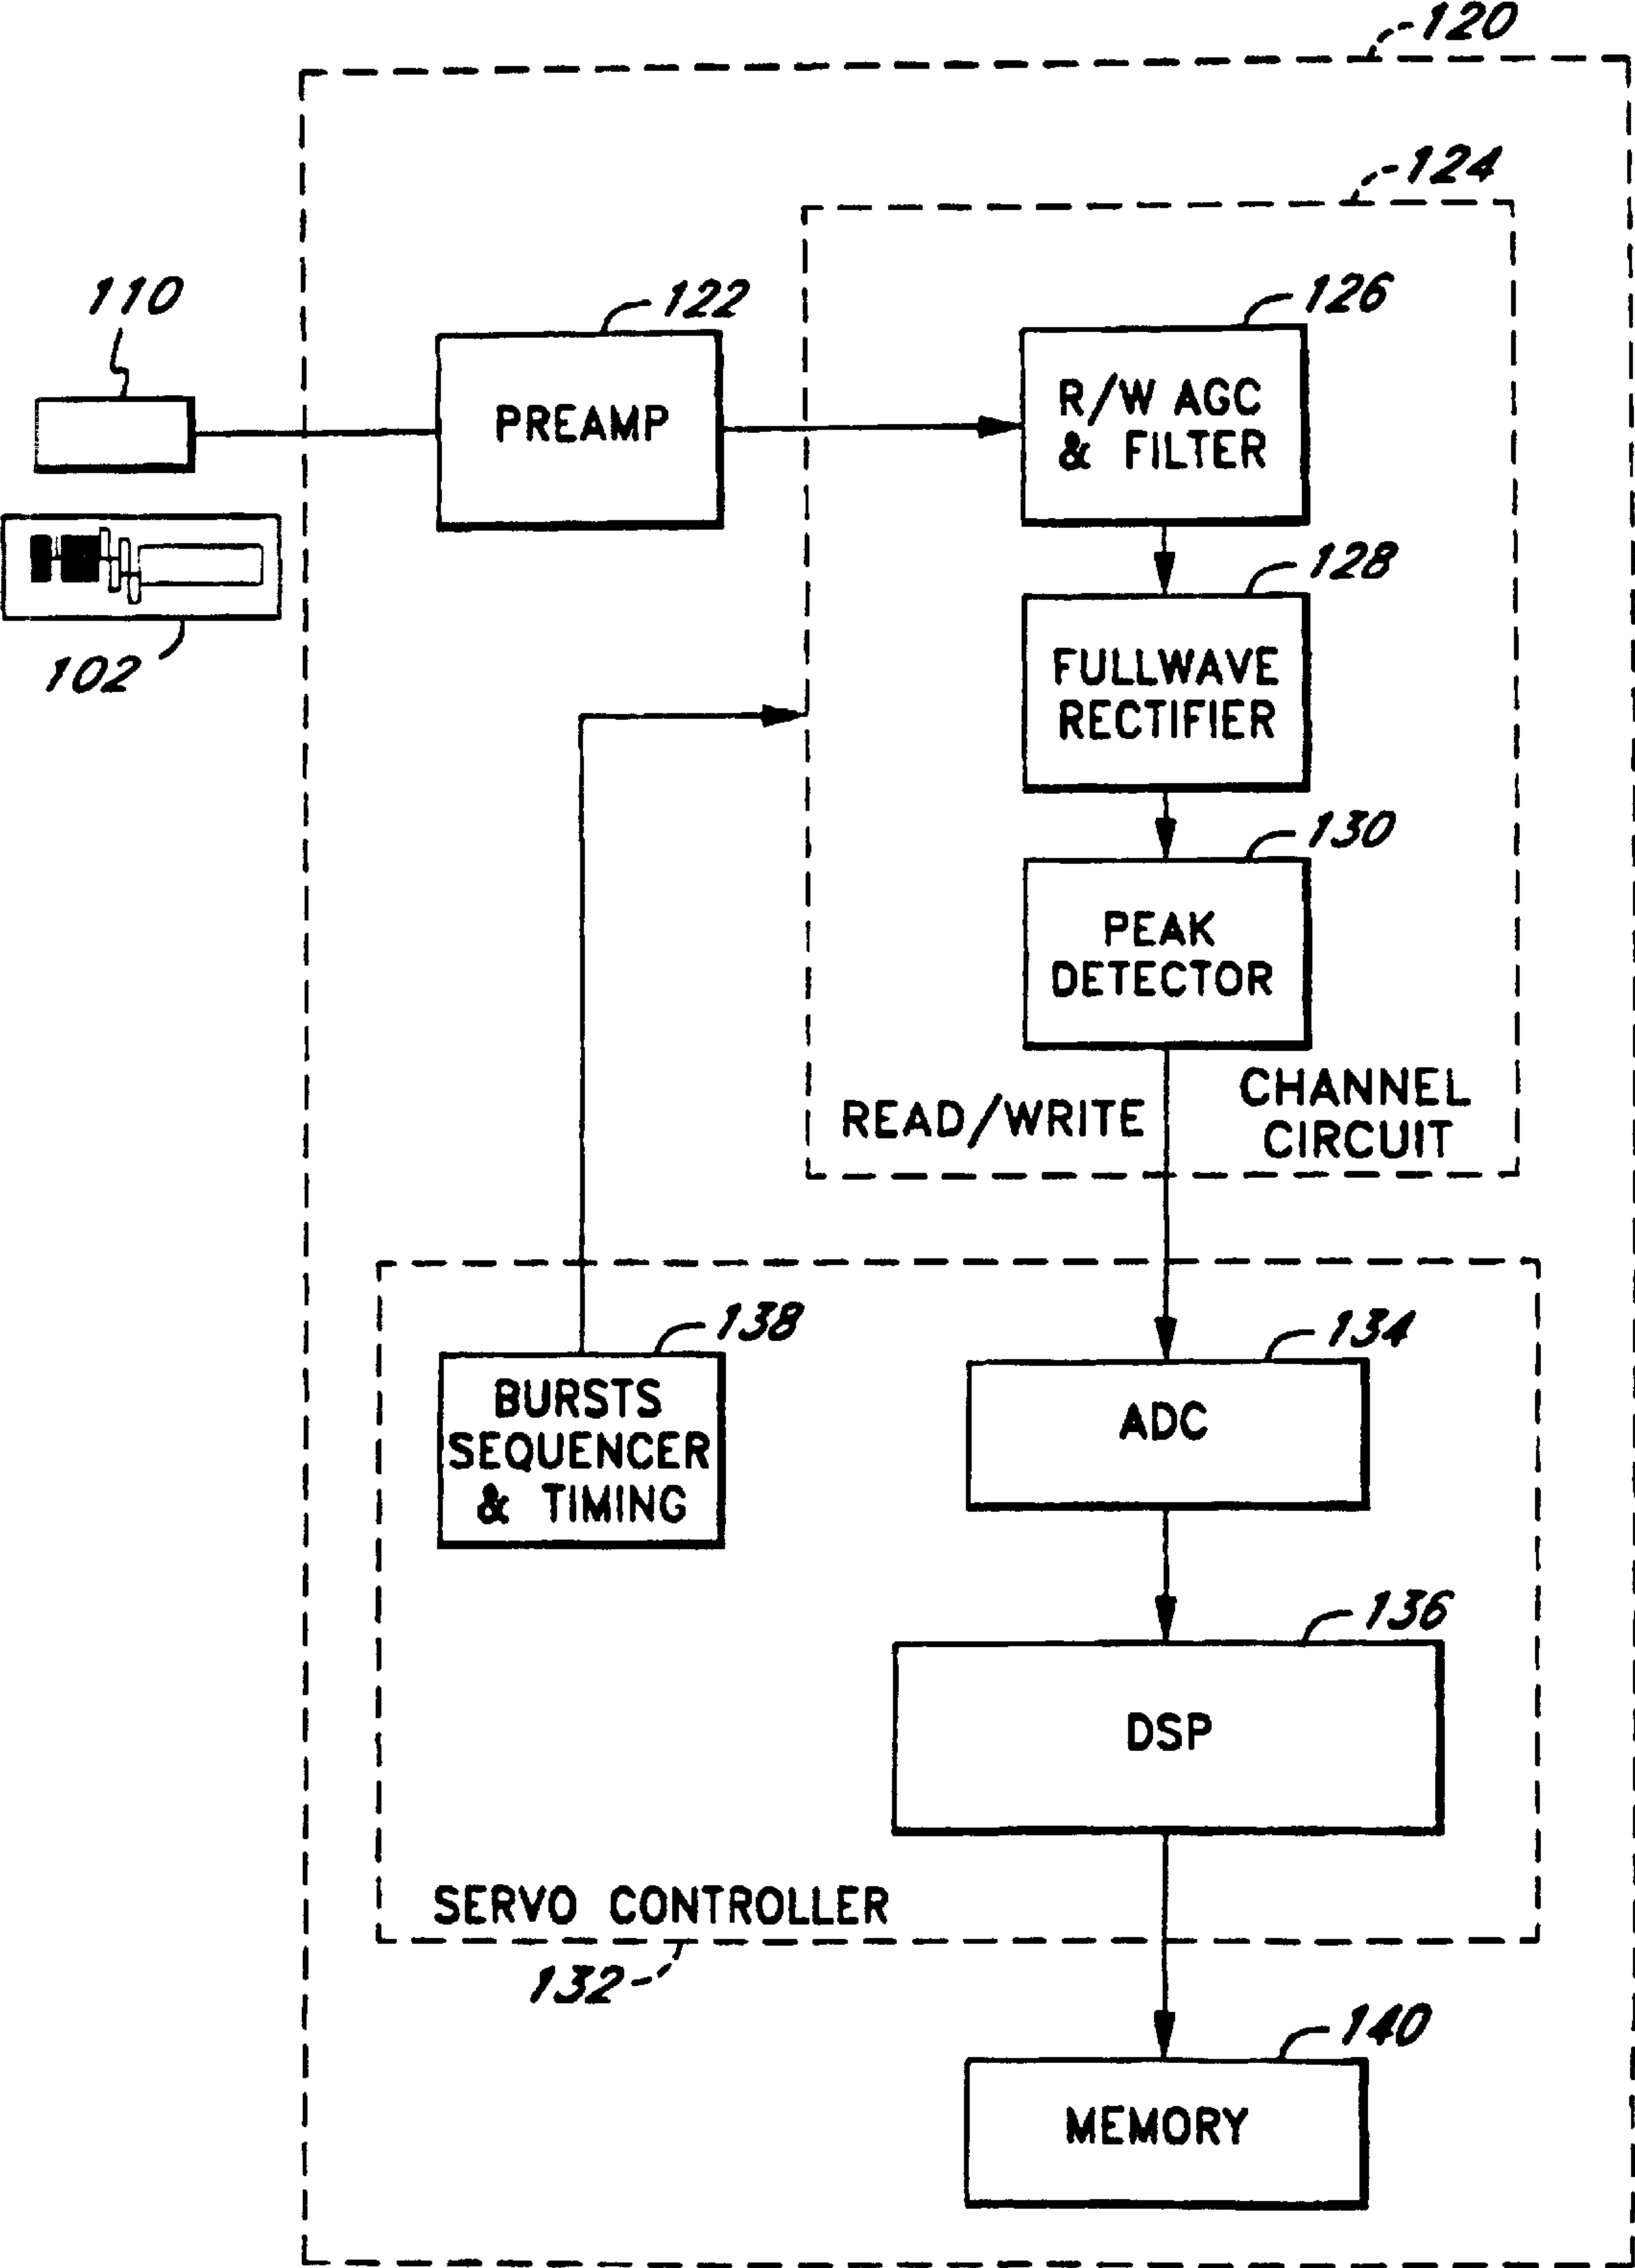 120
124
110
122
PREAMP
126
R/W AGC
& FILTER
102
128
FULLWAVE
RECTIFIER
130
PEAK
DETECTOR
READ/WRITE
CHANNEL
CIRCUIT
138
BURSTS
SEQUENCER
& TIMING
134
ADC
136
DSP
SERVO CONTROLLER
132
140
MEMORY